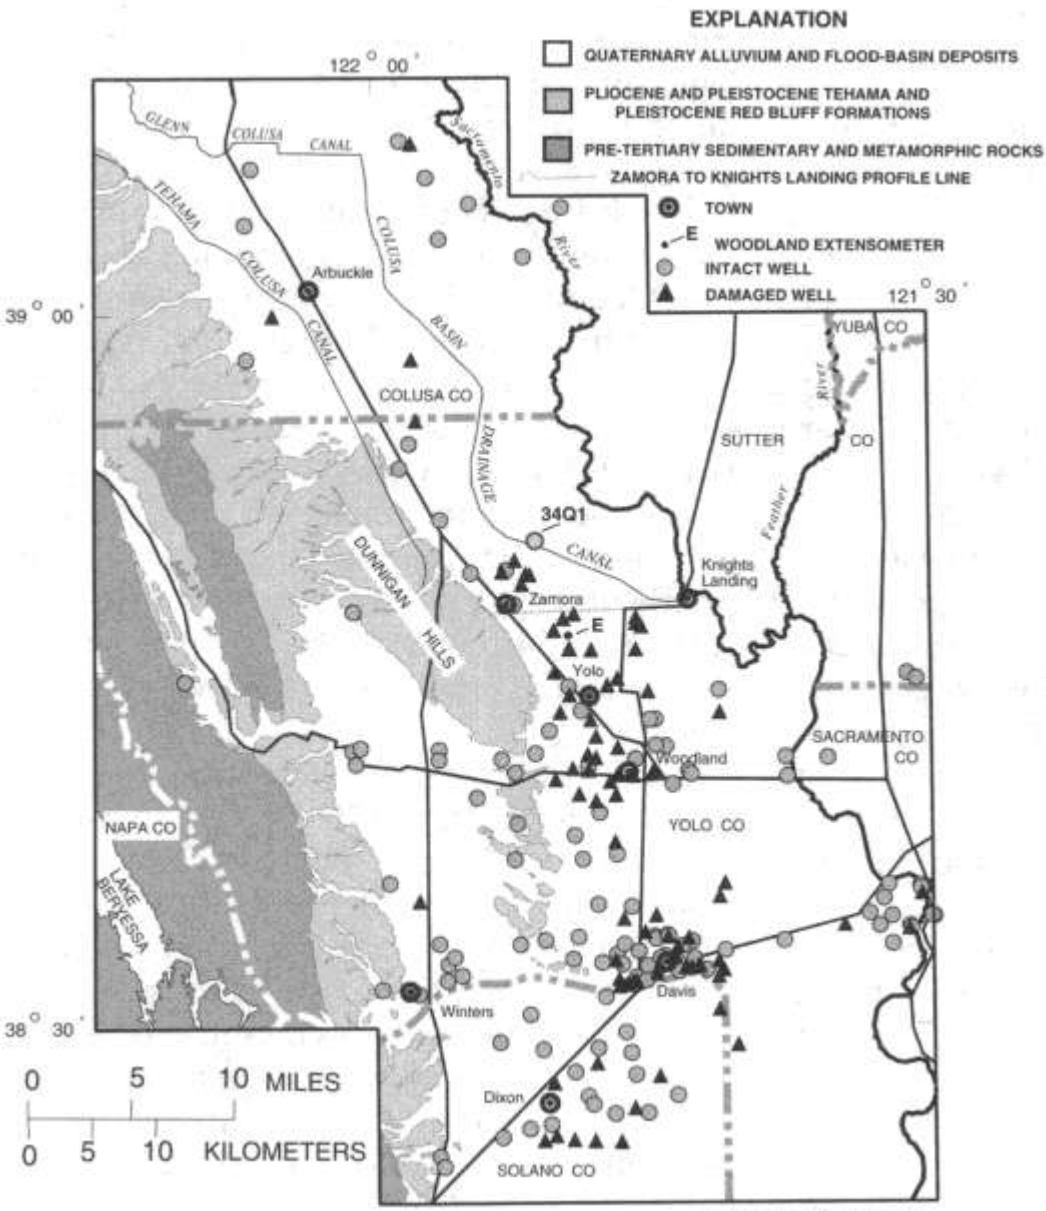 EXPLANATION
QUATERNARY ALLUVIUM AND FLOOD-BASIN DEPOSITS
PLIOCENE AND PLEISTOCENE TEHAMA AND
PLEISTOCENE RED BLUFF FORMATIONS
PRE-TERTIARY SEDIMENTARY AND METAMORPHIC ROCKS
ZAMORA TO KNIGHTS LANDING PROFILE LINE
TOWN
E WOODLAND EXTENSOMETER
INTACT WELL
DAMAGED WELL
122° 00'
121° 30'
39° 00'
38° 30'
GLENN COLUSA CANAL
Sacramento
River
TEHAMA
COLUSA
CANAL
COLUSA
BASIN
DRAINAGE
CANAL
Arbuckle
COLUSA CO
YUBA CO
River
Feather
SUTTER CO
34Q1
Knights
Landing
DUNNIGAN
HILLS
Zamora
E
Yolo
Woodland
SACRAMENTO
CO
YOLO CO
NAPA CO
LAKE
BERYESSA
Winters
Davis
Dixon
SOLANO CO
0 5 10 MILES
0 5 10 KILOMETERS